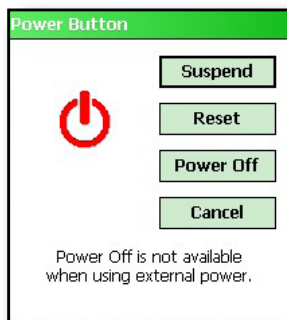 Power Button
Suspend
Reset
Power Off
Cancel
Power Off is not available
when using external power.